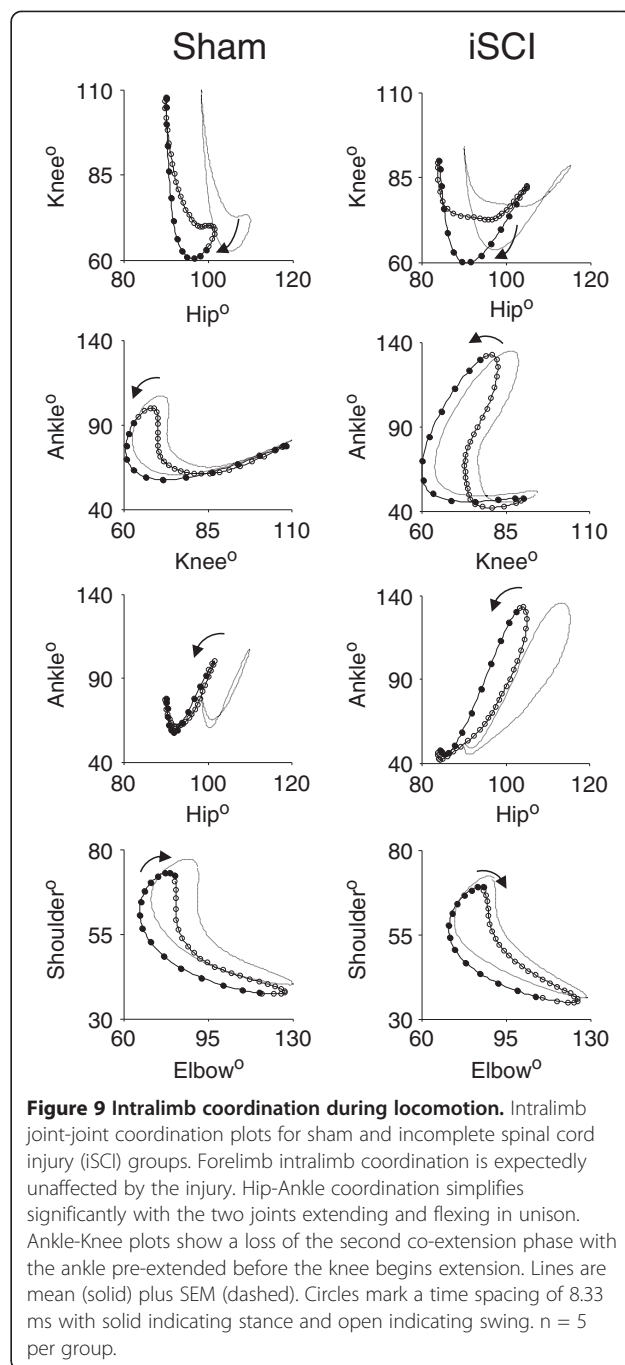 Sham
iSCI
110
85
60
Knee°
80
100
120
Hip°
110
85
60
Knee°
80
100
120
Hip°
140
90
40
Ankle°
60
85
110
Knee°
140
90
40
Ankle°
60
85
110
Knee°
140
90
40
Ankle°
80
100
120
Hip°
140
90
40
Ankle°
80
100
120
Hip°
80
55
30
Shoulder°
60
95
130
Elbow°
80
55
30
Shoulder°
60
95
130
Elbow°
Figure 9 Intralimb coordination during locomotion. Intralimb
joint-joint coordination plots for sham and incomplete spinal cord
injury (iSCI) groups. Forelimb intralimb coordination is expectedly
unaffected by the injury. Hip-Ankle coordination simplifies
significantly with the two joints extending and flexing in unison.
Ankle-Knee plots show a loss of the second co-extension phase with
the ankle pre-extended before the knee begins extension. Lines are
mean (solid) plus SEM (dashed). Circles mark a time spacing of 8.33
ms with solid indicating stance and open indicating swing. n = 5
per group.